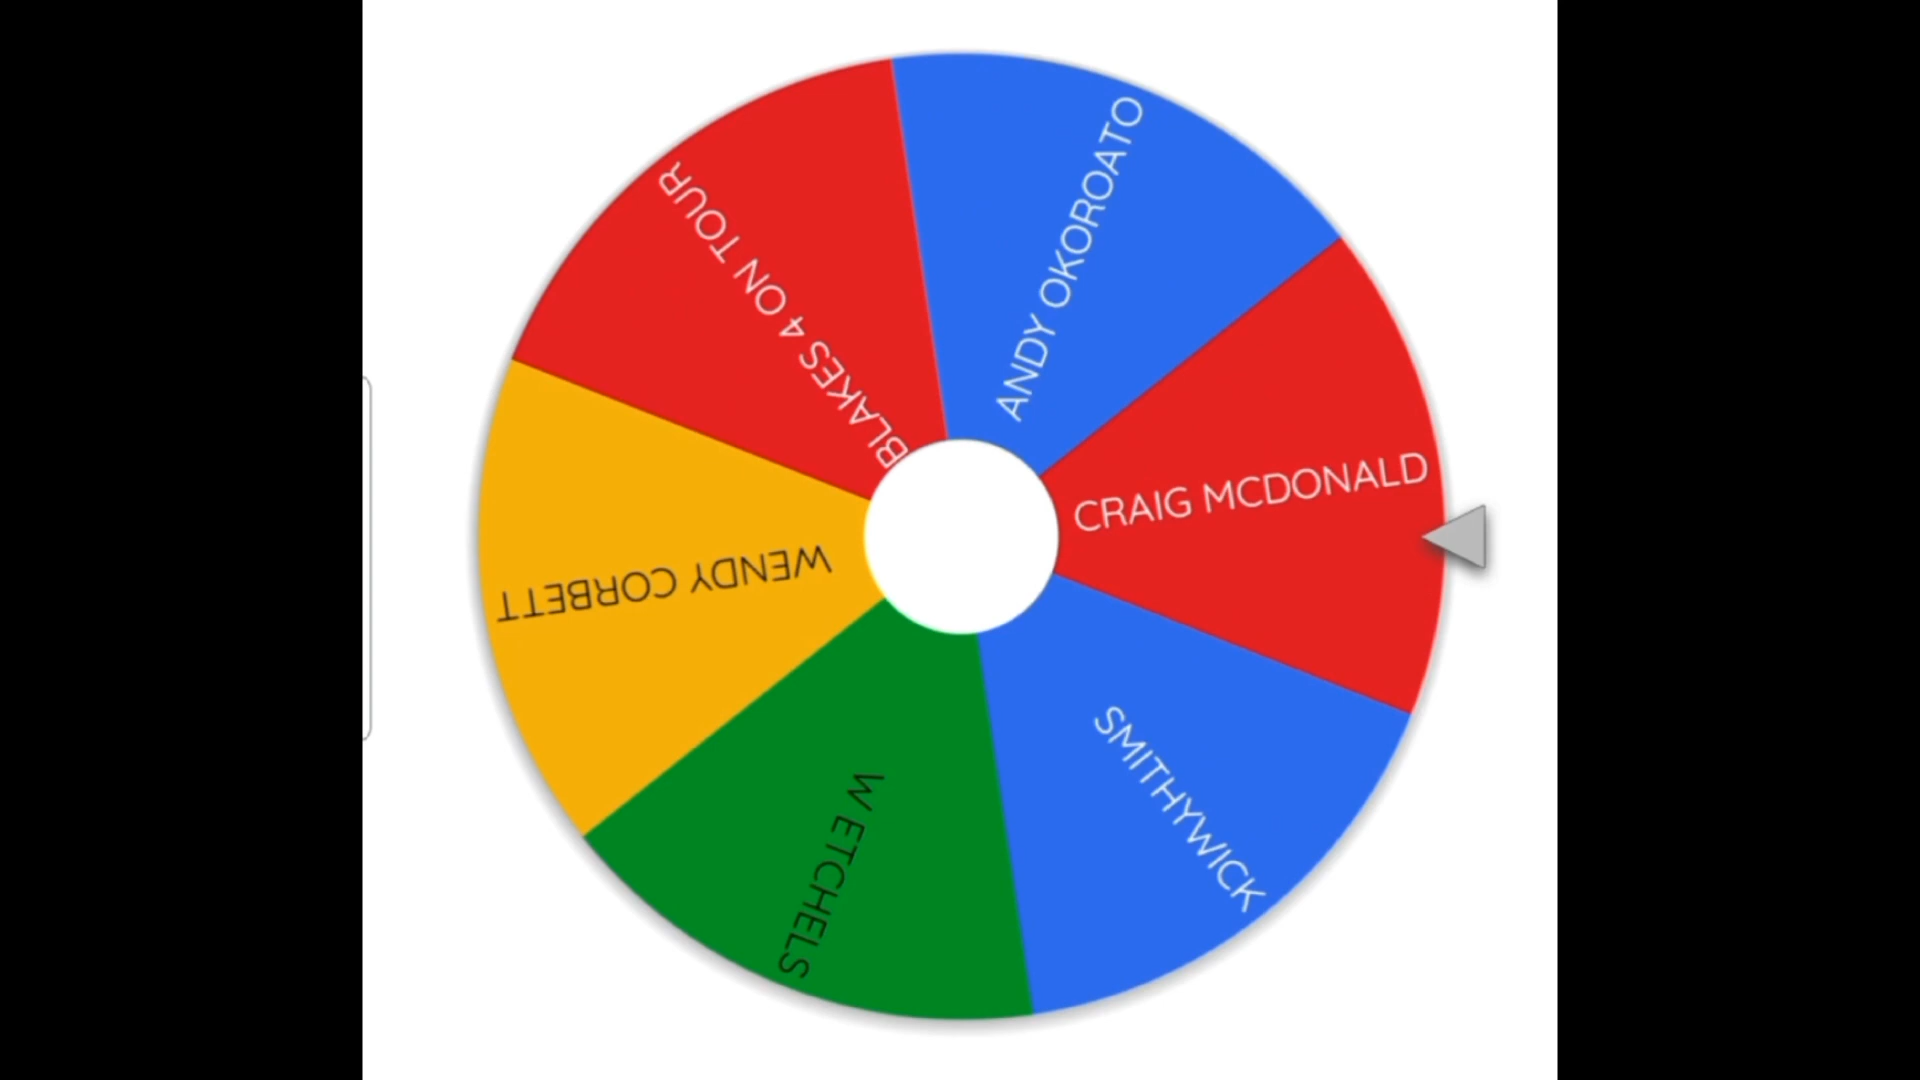 BLAKES 4 ON TOUR
ANDY OKOROATO
CRAIG MCDONALD
SMITHYWICK
W ETCHELS
WENDY CORBETT